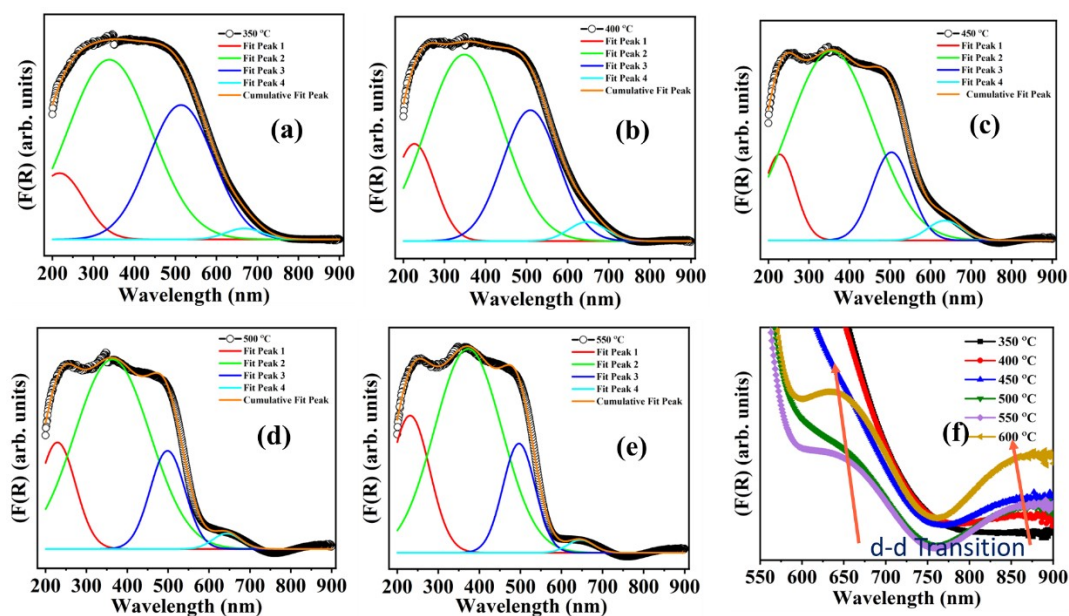 350 °C
Fit Peak 1
Fit Peak 2
Fit Peak 3
Fit Peak 4
Cumulative Fit Peak
(a)
(F(R) (arb. units)
200 300 400 500 600 700 800 900
Wavelength (nm)
400 °C
Fit Peak 1
Fit Peak 2
Fit Peak 3
Fit Peak 4
Cumulative Fit Peak
(b)
(F(R) (arb. units)
200 300 400 500 600 700 800 900
Wavelength (nm)
450 °C
Fit Peak 1
Fit Peak 2
Fit Peak 3
Fit Peak 4
Cumulative Fit Peak
(c)
(F(R) (arb. units)
200 300 400 500 600 700 800 900
Wavelength (nm)
500 °C
Fit Peak 1
Fit Peak 2
Fit Peak 3
Fit Peak 4
Cumulative Fit Peak
(d)
(F(R) (arb. units)
200 300 400 500 600 700 800 900
Wavelength (nm)
550 °C
Fit Peak 1
Fit Peak 2
Fit Peak 3
Fit Peak 4
Cumulative Fit Peak
(e)
(F(R) (arb. units)
200 300 400 500 600 700 800 900
Wavelength (nm)
350 °C
400 °C
450 °C
500 °C
550 °C
600 °C
(f)
d-d Transition
(F(R) (arb. units)
550 600 650 700 750 800 850 900
Wavelength (nm)